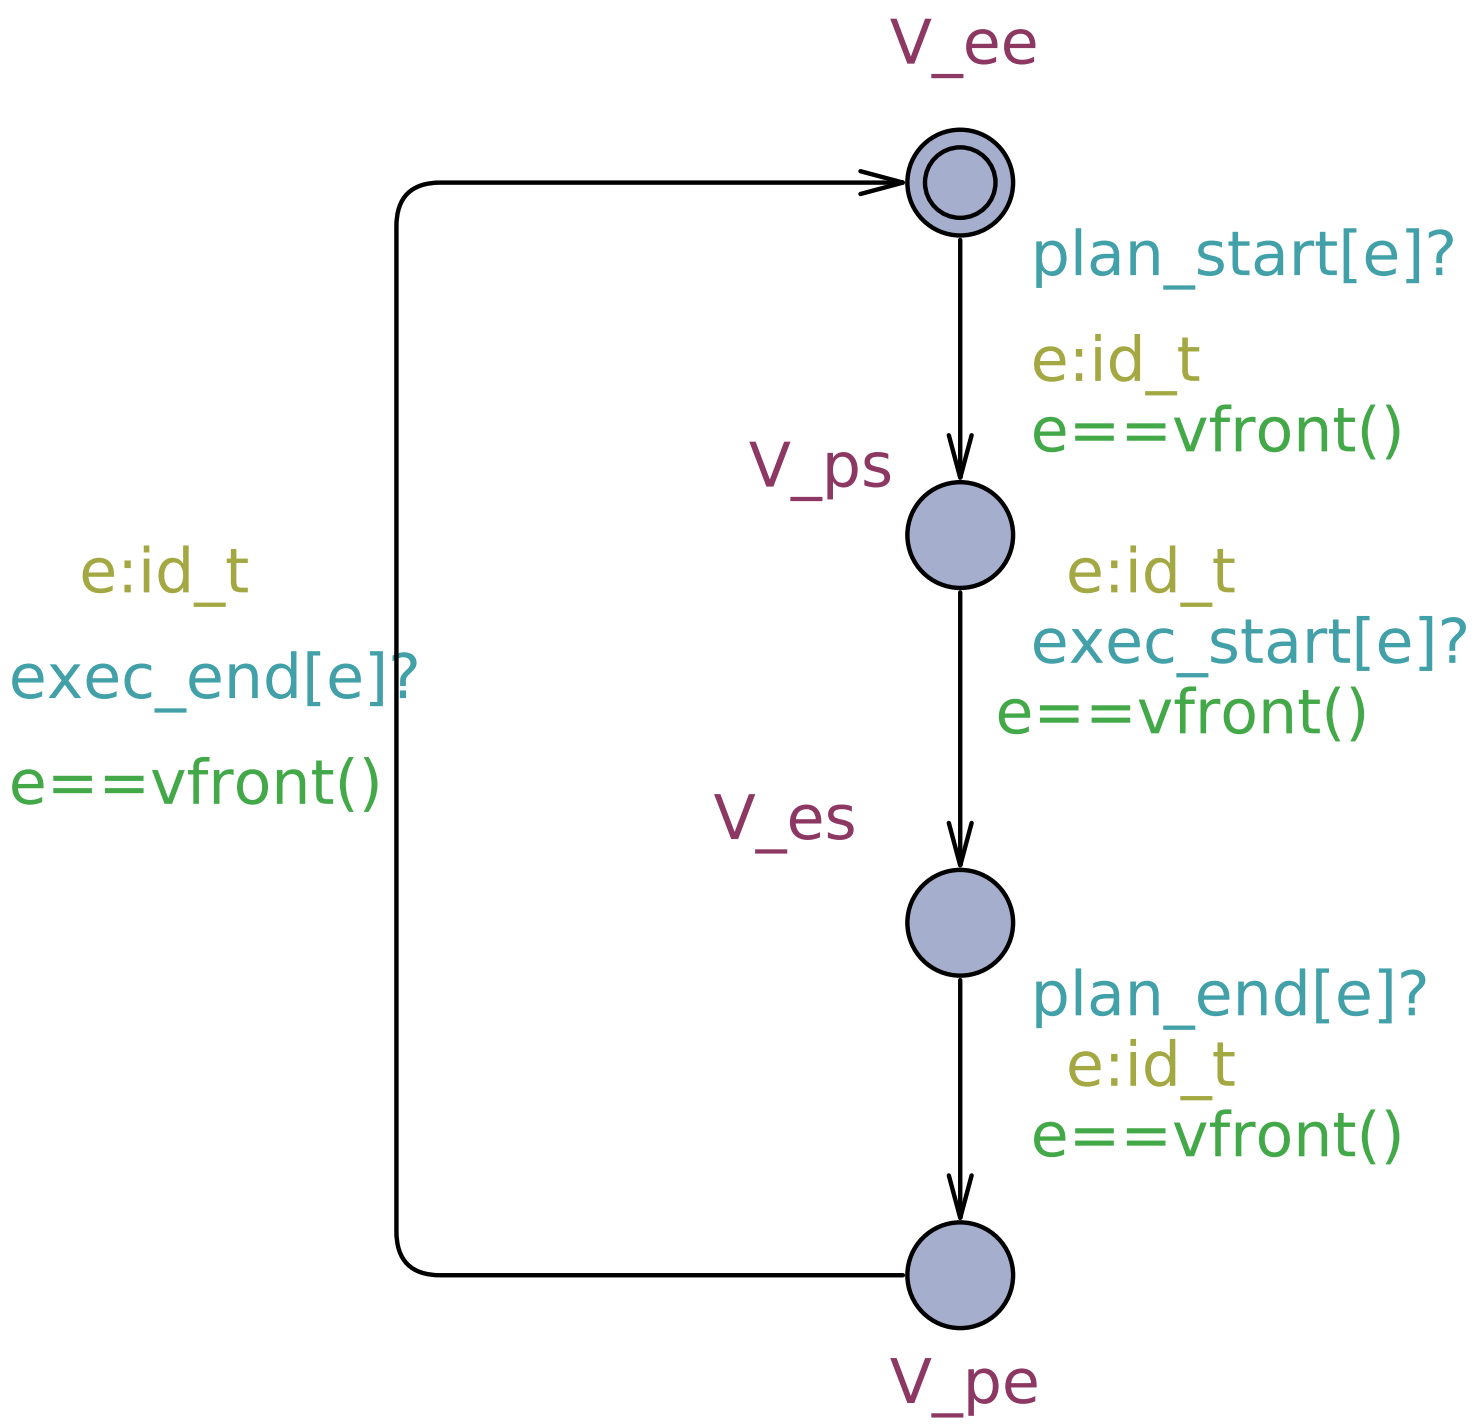 V_ee
plan_start[e]?
e:id_t
e==vfront()
V_ps
e:id_t
exec_start[e]?
e==vfront()
e:id_t
exec_end[e]?
e==vfront()
V_es
plan_end[e]?
e:id_t
e==vfront()
V_pe